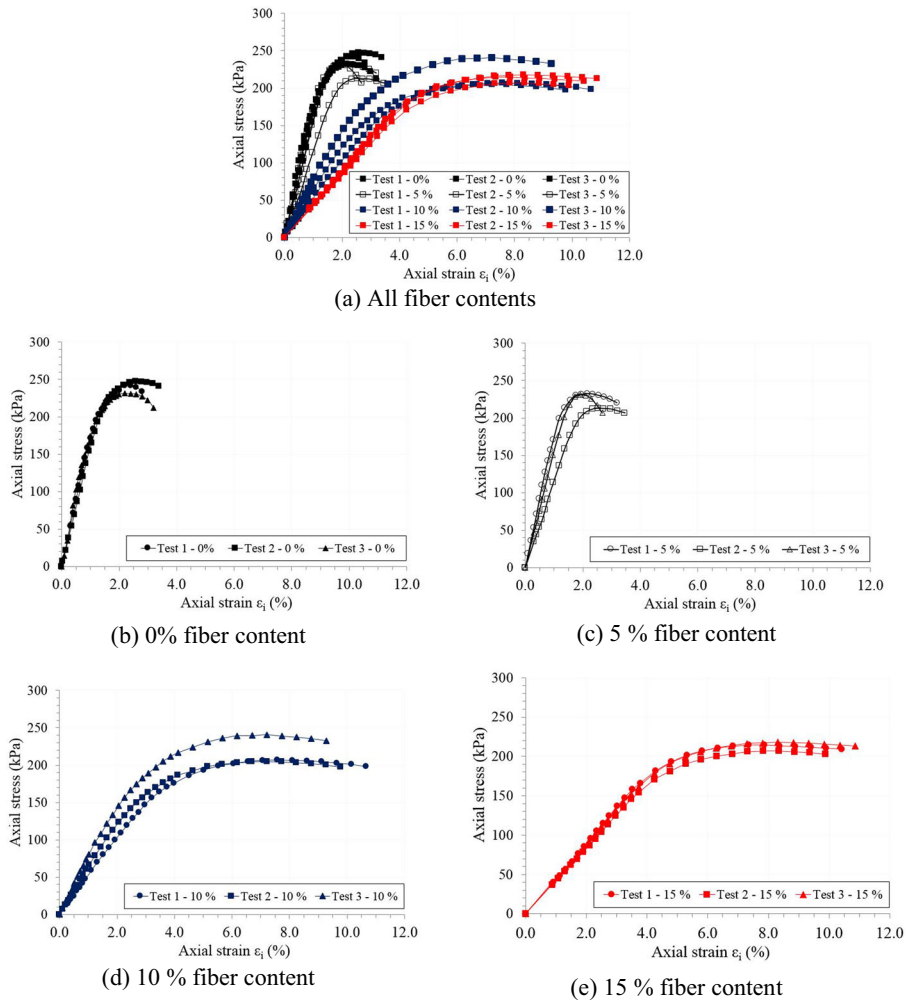 300
250
200
150
100
50
0
Axial stress (kPa)
Test 1 - 0% Test 2 - 0 % Test 3 - 0 %
Test 1 - 5% Test 2 - 5 % Test 3 - 5 %
Test 1 - 10 % Test 2 - 10 % Test 3 - 10 %
Test 1 - 15 % Test 2 - 15% Test 3 - 15 %
0.0 2.0 4.0 6.0 8.0 10.0 12.0
Axial strain εi (%)
(a) All fiber contents
300
250
200
150
100
50
0
Axial stress (kPa)
Test 1 - 0% Test 2 - 0 % Test 3 - 0 %
0.0 2.0 4.0 6.0 8.0 10.0 12.0
Axial strain εi (%)
(b) 0% fiber content
300
250
200
150
100
50
0
Axial stress (kPa)
Test 1 - 5 % Test 2 - 5 % Test 3 - 5 %
0.0 2.0 4.0 6.0 8.0 10.0 12.0
Axial strain εi (%)
(c) 5 % fiber content
300
250
200
150
100
50
0
Axial stress (kPa)
Test 1 - 10 % Test 2 - 10 % Test 3 - 10 %
0.0 2.0 4.0 6.0 8.0 10.0 12.0
Axial strain εi (%)
(d) 10 % fiber content
300
250
200
150
100
50
0
Axial stress (kPa)
Test 1 - 15 % Test 2 - 15% Test 3 - 15 %
0.0 2.0 4.0 6.0 8.0 10.0 12.0
Axial strain εi (%)
(e) 15 % fiber content